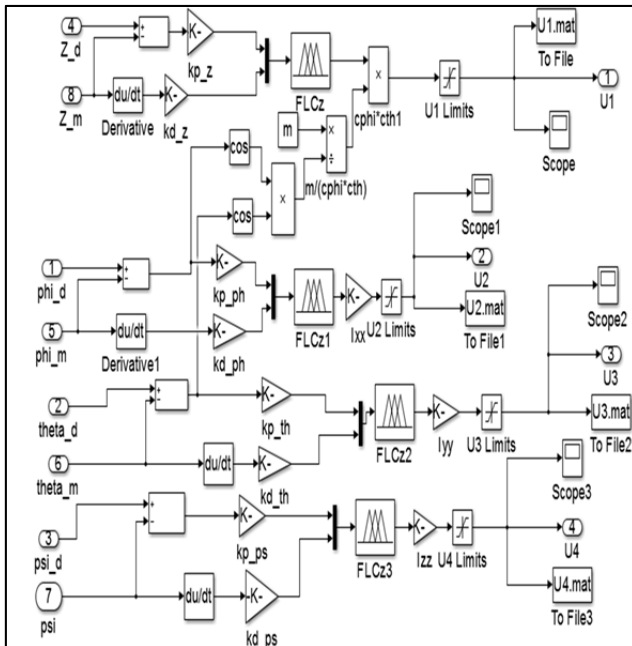 4
Z_d
+
-
K-
kp_z
8
Z_m
du/dt
Derivative
K-
kd_z
FLCz
×
cphi*cth1
U1 Limits
U1.mat
To File
1
U1
Scope
m
×
÷
m/(cphi*cth)
cos
×
cos
1
phi_d
+
-
K-
kp_ph
5
phi_m
du/dt
Derivative1
K-
kd_ph
FLCz1
K-
Ixx
U2 Limits
Scope1
2
U2
U2.mat
To File1
2
theta_d
+
-
K-
kp_th
6
theta_m
du/dt
K-
kd_th
FLCz2
K-
Iyy
U3 Limits
Scope2
3
U3
U3.mat
To File2
3
psi_d
+
-
K-
kp_ps
7
psi
du/dt
-K-
kd_ps
FLCz3
K-
Izz
U4 Limits
Scope3
4
U4
U4.mat
To File3